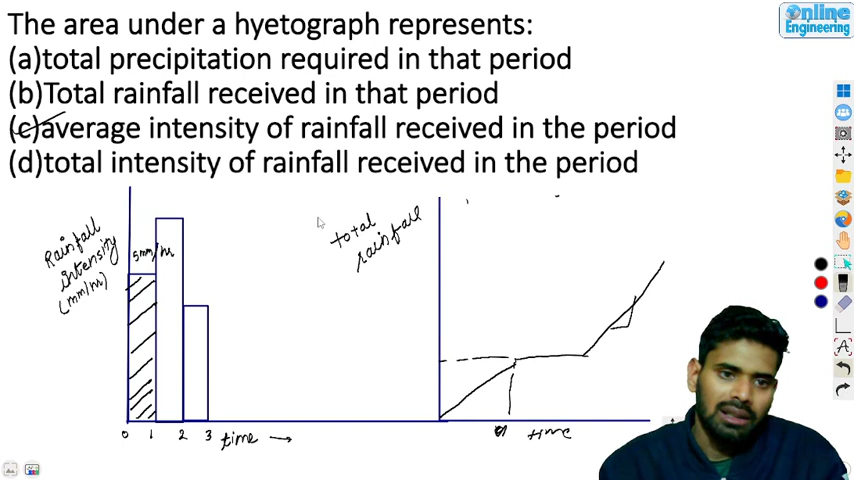 The area under a hyetograph represents:
(a)total precipitation required in that period
(b)Total rainfall received in that period
(c)average intensity of rainfall received in the period
(d)total intensity of rainfall received in the period
Online
Engineering
Rainfall
intensity
(mm/hr)
5mm/hr
0 1 2 3 time
total
rainfall
time
A